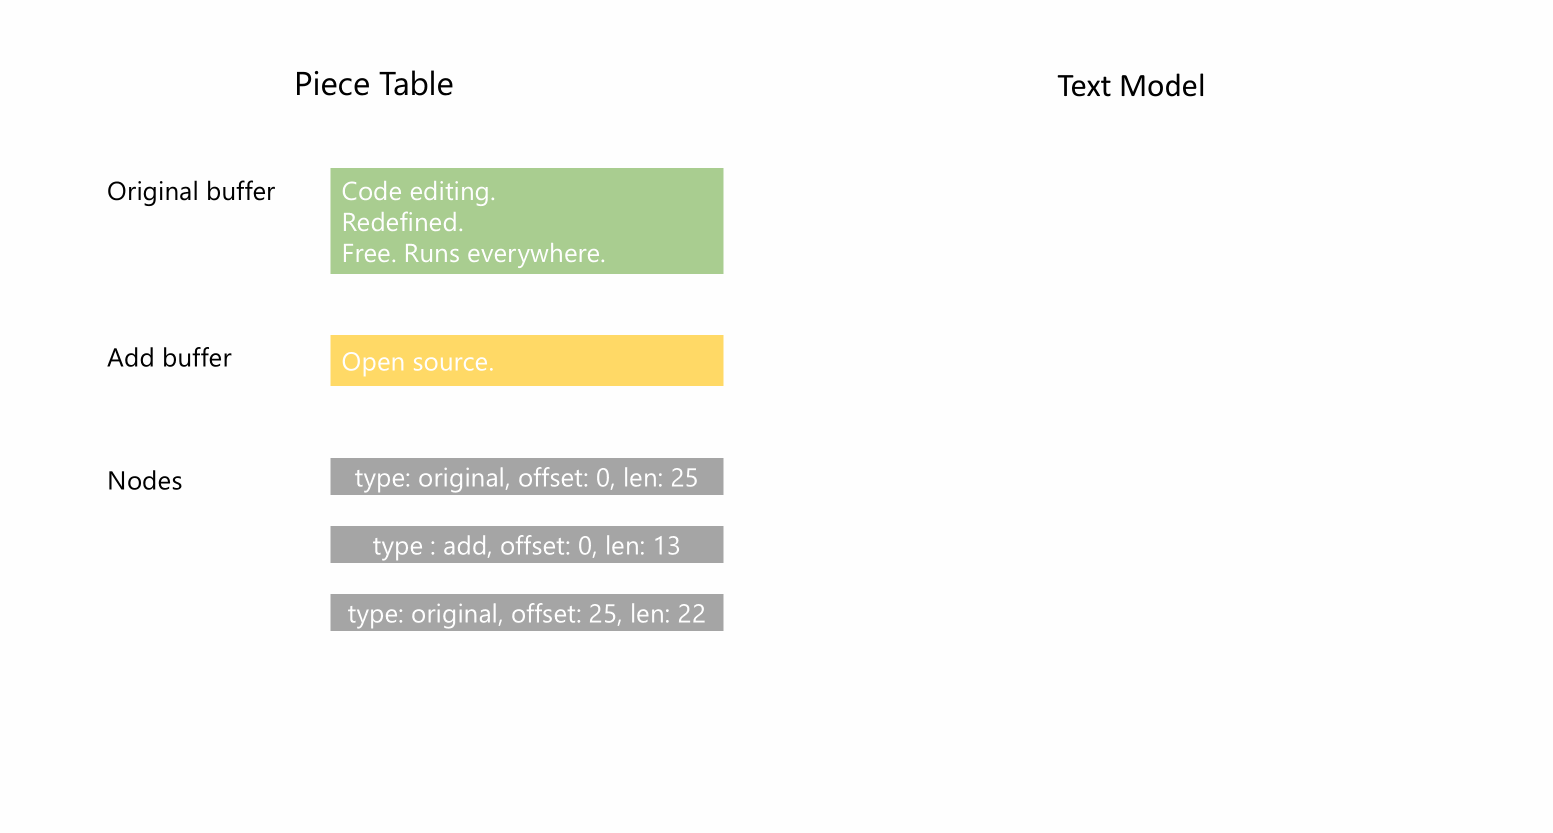 Piece Table
Text Model
Original buffer
Code editing.
Redefined.
Free. Runs everywhere.
Add buffer
Open source.
Nodes
type: original, offset: 0, len: 25
type : add, offset: 0, len: 13
type: original, offset: 25, len: 22